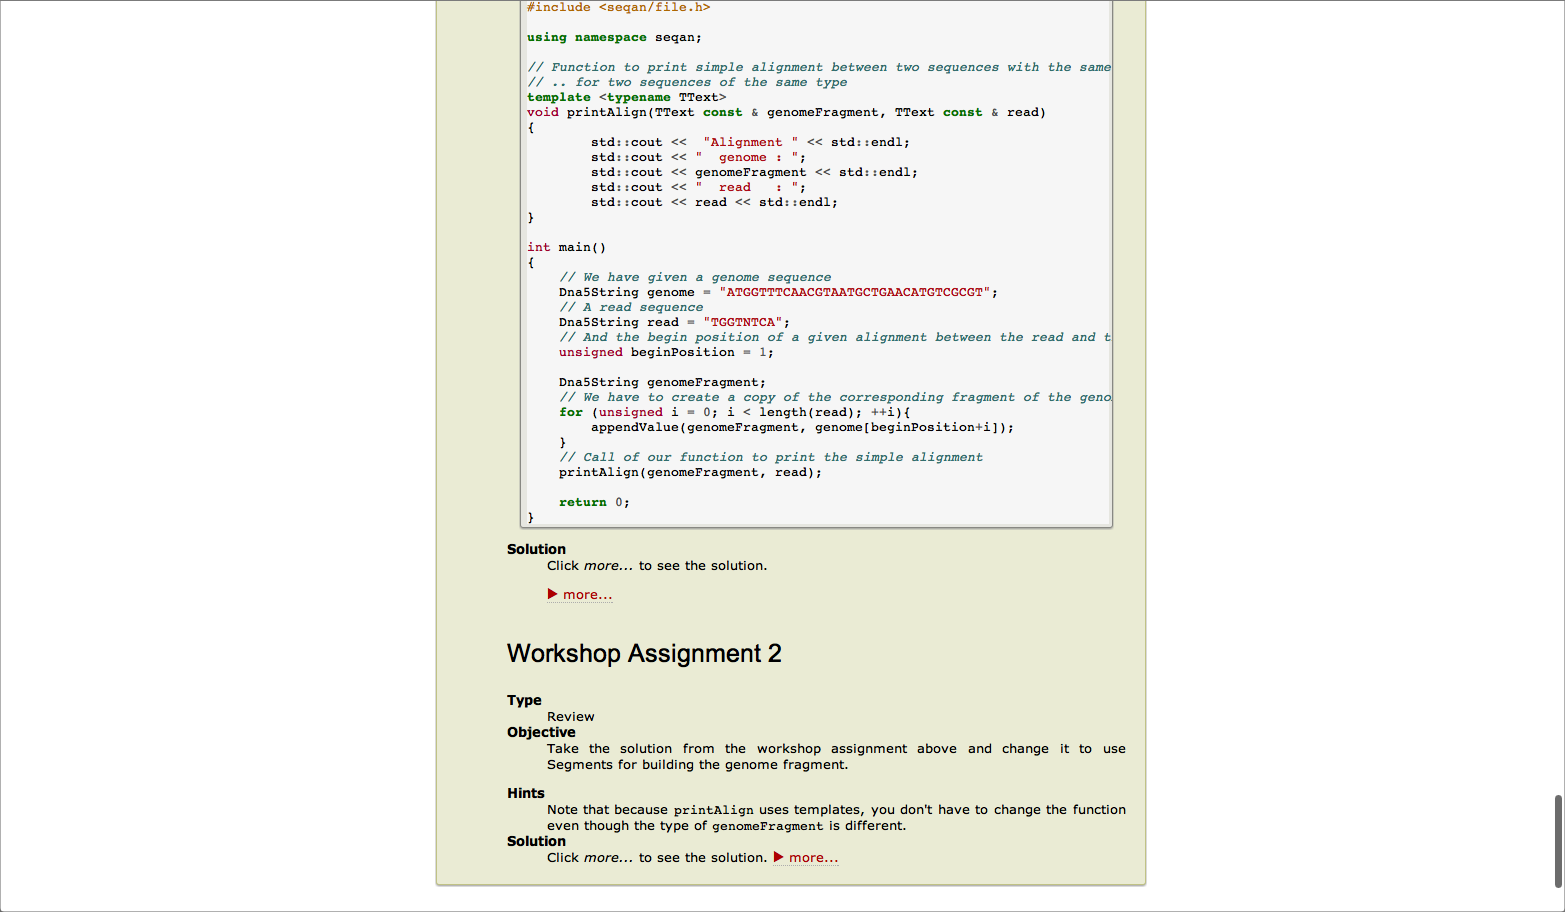 #include <seqan/file.h>
using namespace seqan;
// Function to print simple alignment between two sequences with the same
// .. for two sequences of the same type
template <typename TText>
void printAlign(TText const & genomeFragment, TText const & read)
{
        std::cout <<  "Alignment " << std::endl;
        std::cout << "  genome : ";
        std::cout << genomeFragment << std::endl;
        std::cout << "  read   : ";
        std::cout << read << std::endl;
}
int main()
{
    // We have given a genome sequence
    Dna5String genome = "ATGGTTTCAACGTAATGCTGAACATGTCGCGT";
    // A read sequence
    Dna5String read = "TGGTNTCA";
    // And the begin position of a given alignment between the read and t
    unsigned beginPosition = 1;
    Dna5String genomeFragment;
    // We have to create a copy of the corresponding fragment of the geno
    for (unsigned i = 0; i < length(read); ++i){
        appendValue(genomeFragment, genome[beginPosition+i]);
    }
    // Call of our function to print the simple alignment
    printAlign(genomeFragment, read);
    return 0;
}
Solution
Click more... to see the solution.
▶ more...
Workshop Assignment 2
Type
Review
Objective
Take the solution from the workshop assignment above and change it to use
Segments for building the genome fragment.
Hints
Note that because printAlign uses templates, you don't have to change the function
even though the type of genomeFragment is different.
Solution
Click more... to see the solution. ▶ more...